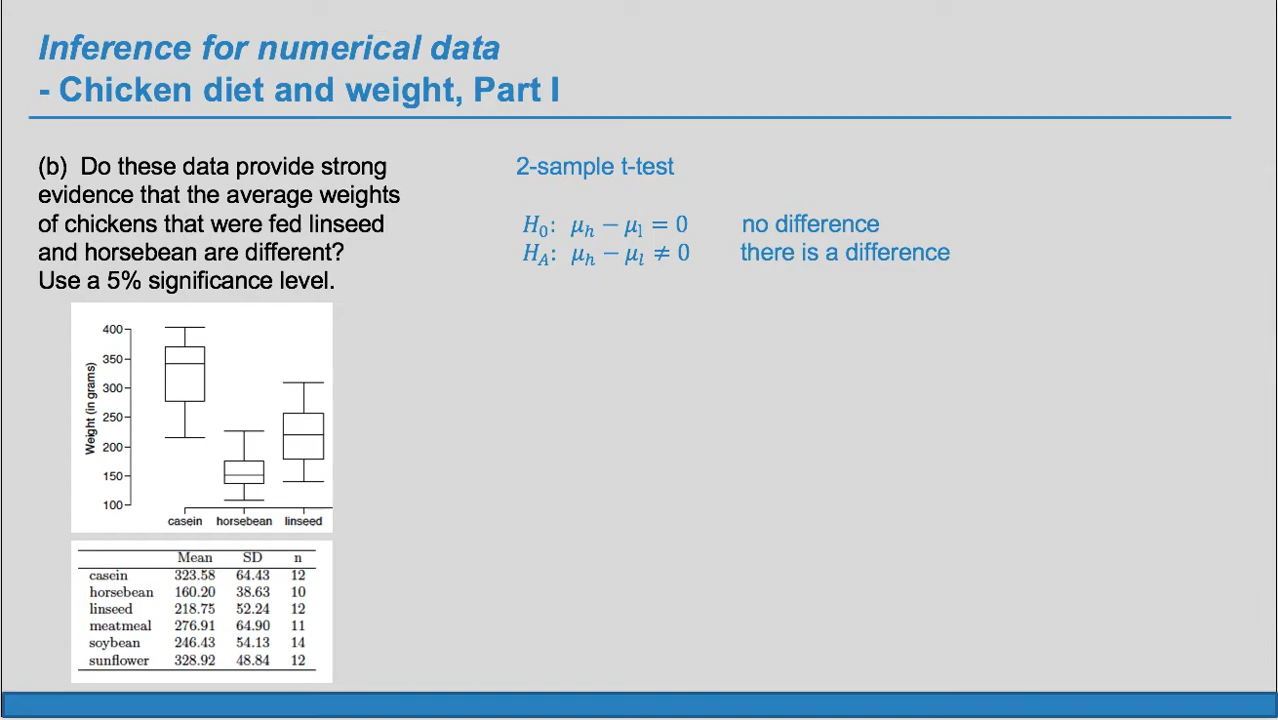 Inference for numerical data
- Chicken diet and weight, Part I
(b) Do these data provide strong
evidence that the average weights
of chickens that were fed linseed
and horsebean are different?
Use a 5% significance level.
2-sample t-test
H₀: μₕ − μₗ = 0 no difference
H_A: μₕ − μₗ ≠ 0 there is a difference
Weight (in grams)
400
350
300
250
200
150
100
casein horsebean linseed
Mean SD n
casein 323.58 64.43 12
horsebean 160.20 38.63 10
linseed 218.75 52.24 12
meatmeal 276.91 64.90 11
soybean 246.43 54.13 14
sunflower 328.92 48.84 12